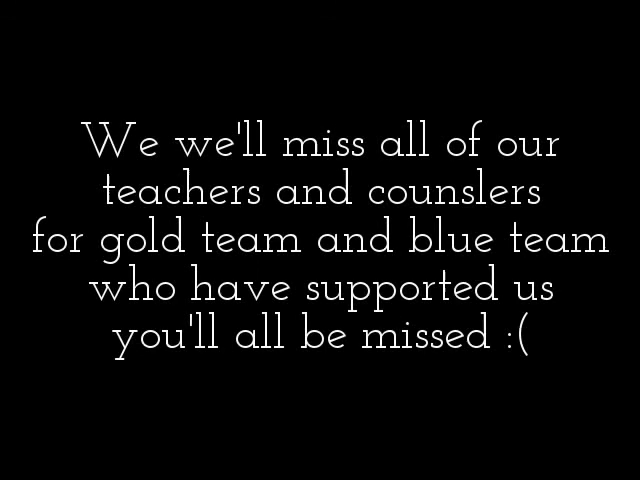 We we'll miss all of our
teachers and counslers
for gold team and blue team
who have supported us
you'll all be missed :(